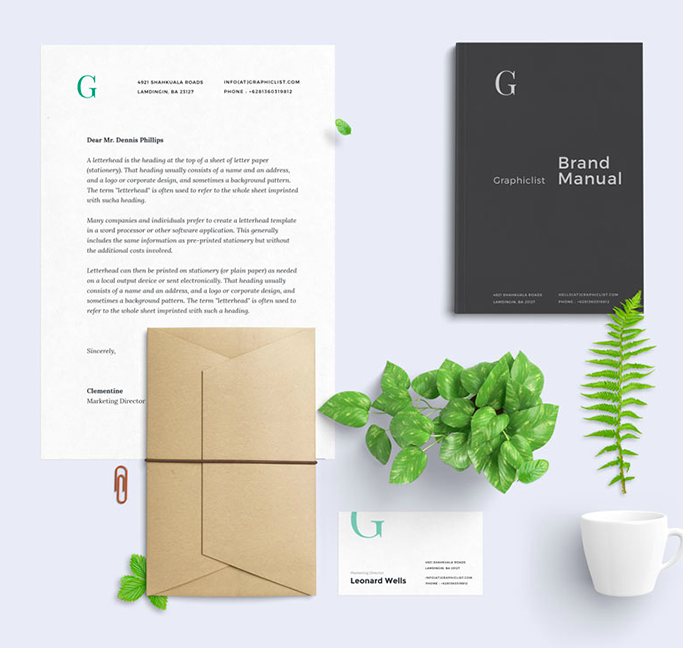 G
4921 SHAHKUALA ROADS
LAMDINGIN, BA 23127
INFO(AT)GRAPHICLIST.COM
PHONE : +6281360319812
Dear Mr. Dennis Phillips
A letterhead is the heading at the top of a sheet of letter paper
(stationery). That heading usually consists of a name and an address,
and a logo or corporate design, and sometimes a background pattern.
The term "letterhead" is often used to refer to the whole sheet imprinted
with sucha heading.
Many companies and individuals prefer to create a letterhead template
in a word processor or other software application. This generally
includes the same information as pre-printed stationery but without
the additional costs involved.
Letterhead can then be printed on stationery (or plain paper) as needed
on a local output device or sent electronically. That heading usually
consists of a name and an address, and a logo or corporate design, and
sometimes a background pattern. The term "letterhead" is often used to
refer to the whole sheet imprinted with such a heading.
Sincerely,
Clementine
Marketing Director
G
Graphiclist
Brand
Manual
4921 SHAHKUALA ROADS
LAMDINGIN, BA 23127
HELLO(AT)GRAPHICLIST.COM
PHONE : +6281360319812
G
Marketing Director
Leonard Wells
4921 SHAHKUALA ROADS
LAMDINGIN, BA 23127
INFO(AT)GRAPHICLIST.COM
PHONE : +6281360319812